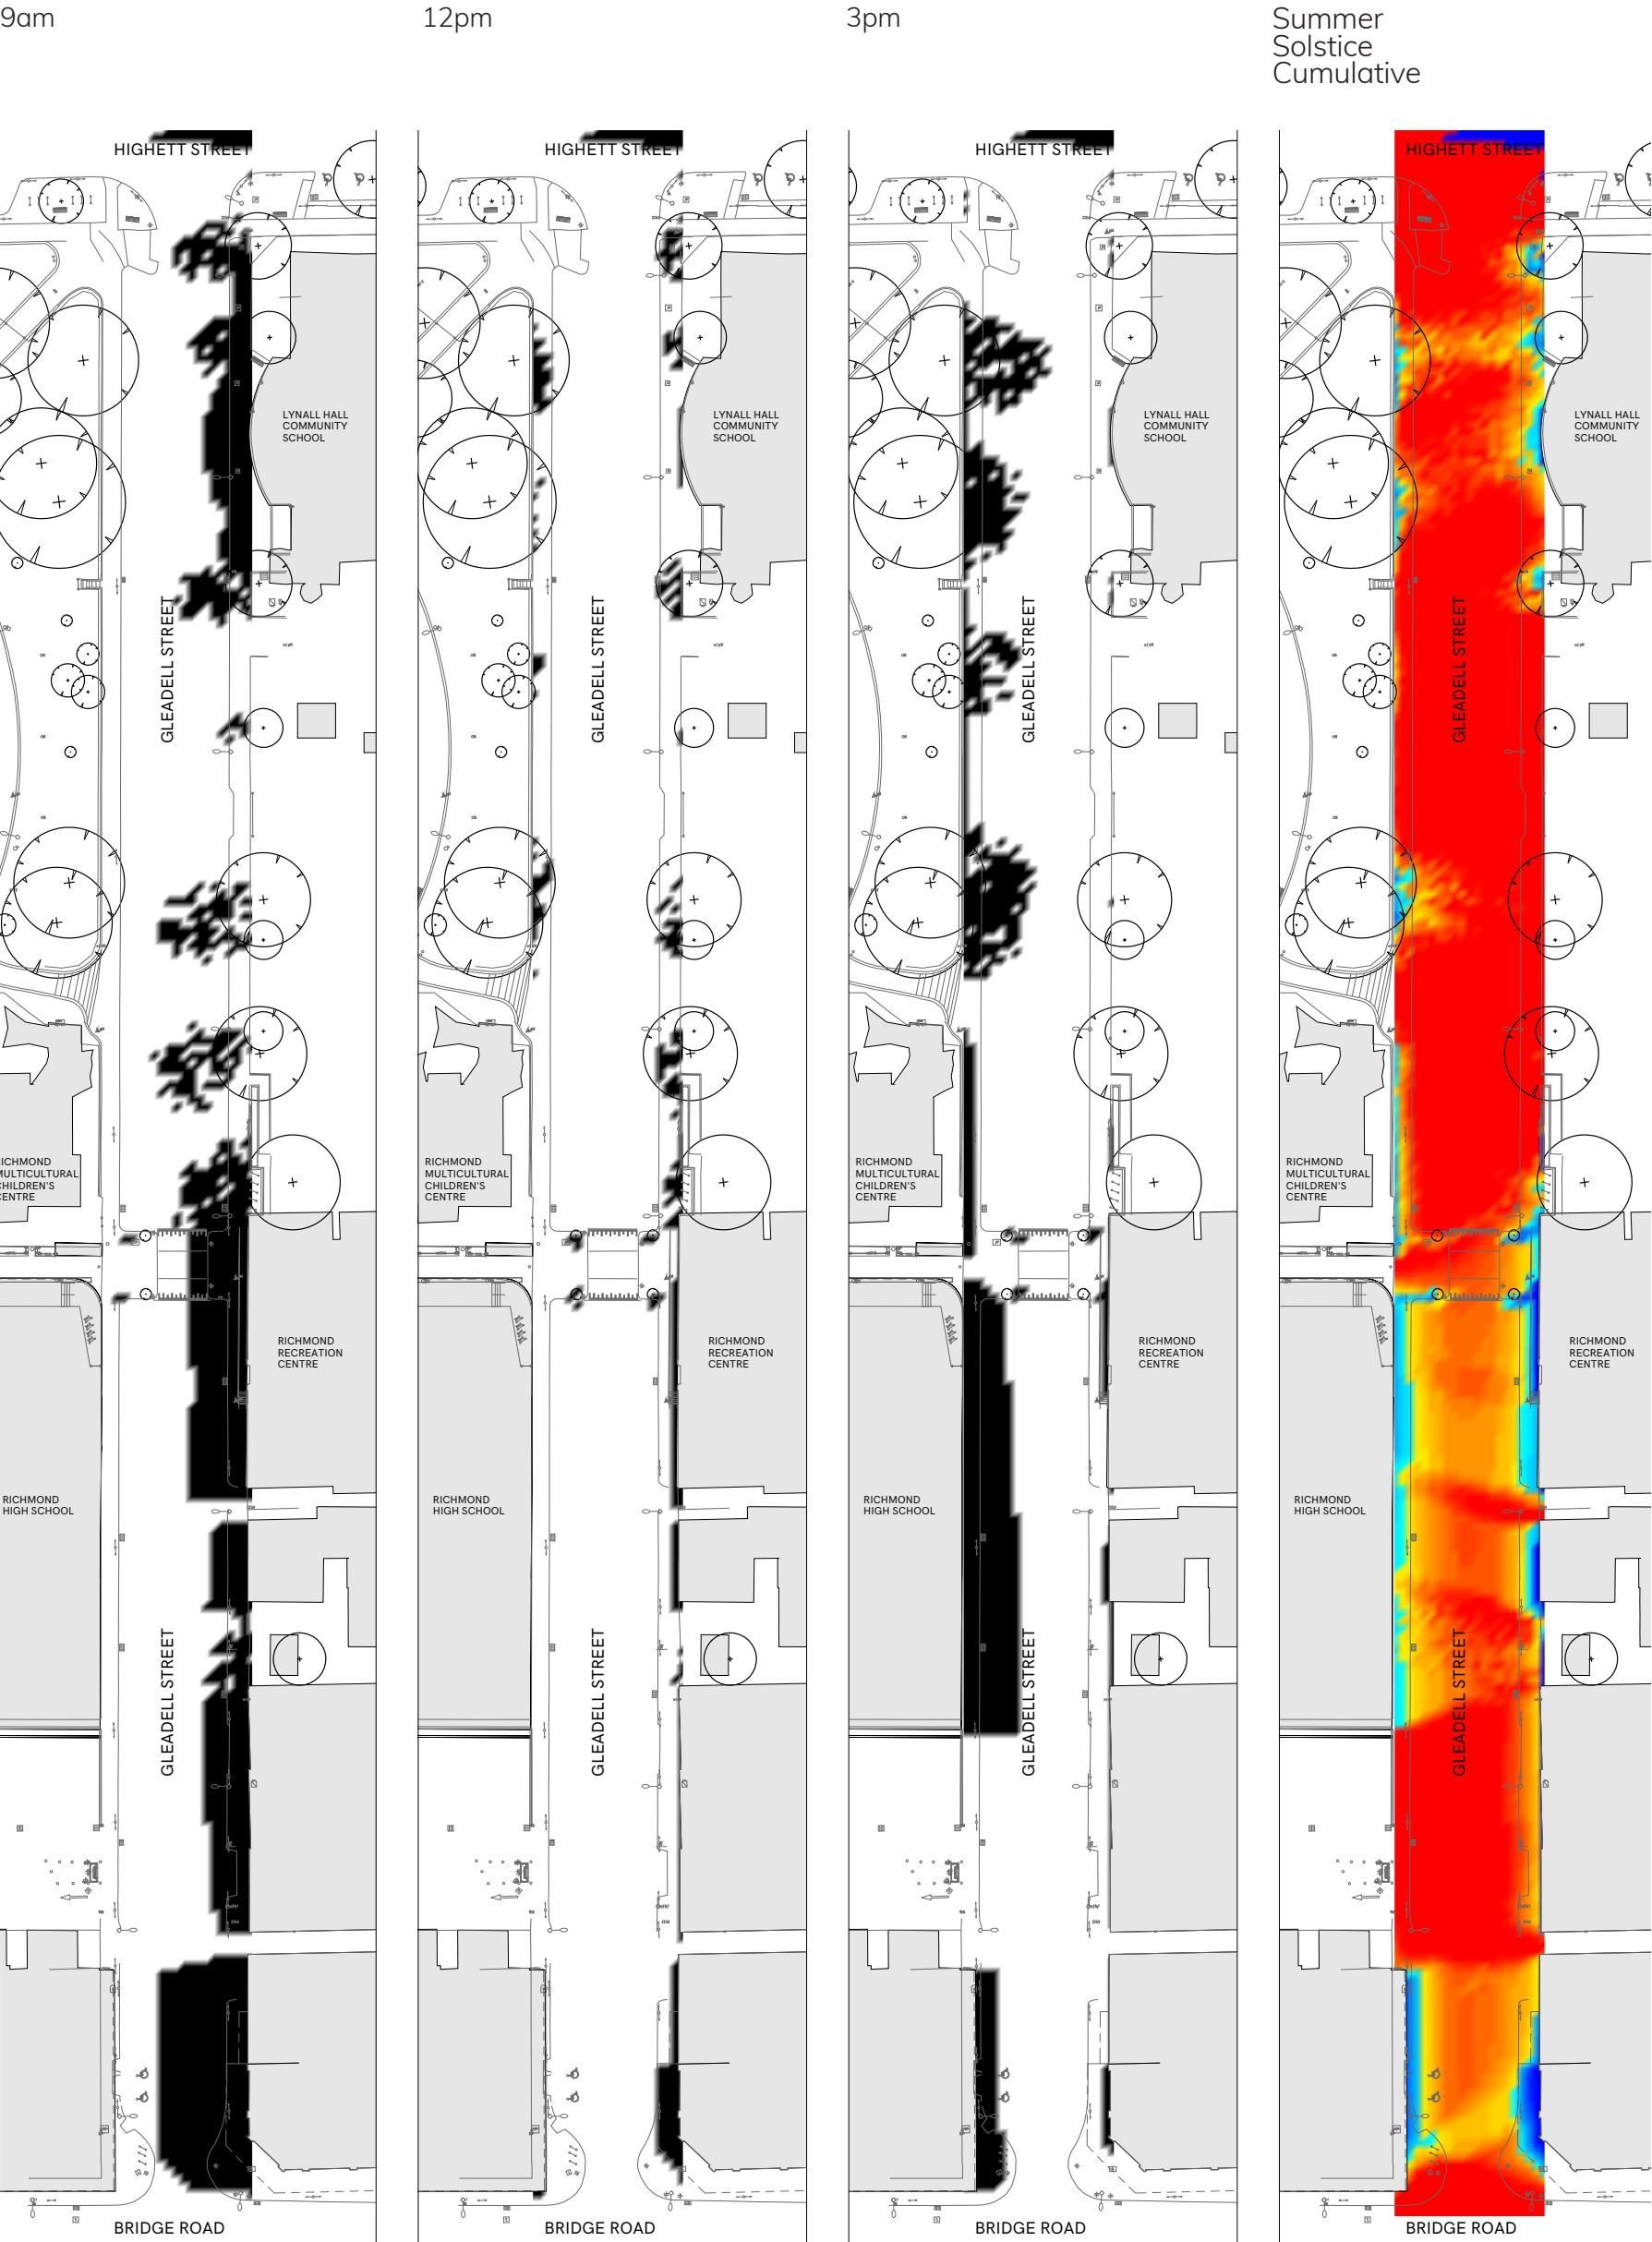 9am
12pm
3pm
Summer
Solstice
Cumulative
HIGHETT STREET
LYNALL HALL
COMMUNITY
SCHOOL
GLEADELL STREET
ICHMOND
MULTICULTURAL
CHILDREN'S
CENTRE
RICHMOND
RECREATION
CENTRE
RICHMOND
HIGH SCHOOL
GLEADELL STREET
BRIDGE ROAD
HIGHETT STREET
LYNALL HALL
COMMUNITY
SCHOOL
GLEADELL STREET
RICHMOND
MULTICULTURAL
CHILDREN'S
CENTRE
RICHMOND
RECREATION
CENTRE
RICHMOND
HIGH SCHOOL
GLEADELL STREET
BRIDGE ROAD
HIGHETT STREET
LYNALL HALL
COMMUNITY
SCHOOL
GLEADELL STREET
RICHMOND
MULTICULTURAL
CHILDREN'S
CENTRE
RICHMOND
RECREATION
CENTRE
RICHMOND
HIGH SCHOOL
GLEADELL STREET
BRIDGE ROAD
HIGHETT STREET
LYNALL HALL
COMMUNITY
SCHOOL
GLEADELL STREET
RICHMOND
MULTICULTURAL
CHILDREN'S
CENTRE
RICHMOND
RECREATION
CENTRE
RICHMOND
HIGH SCHOOL
GLEADELL STREET
BRIDGE ROAD